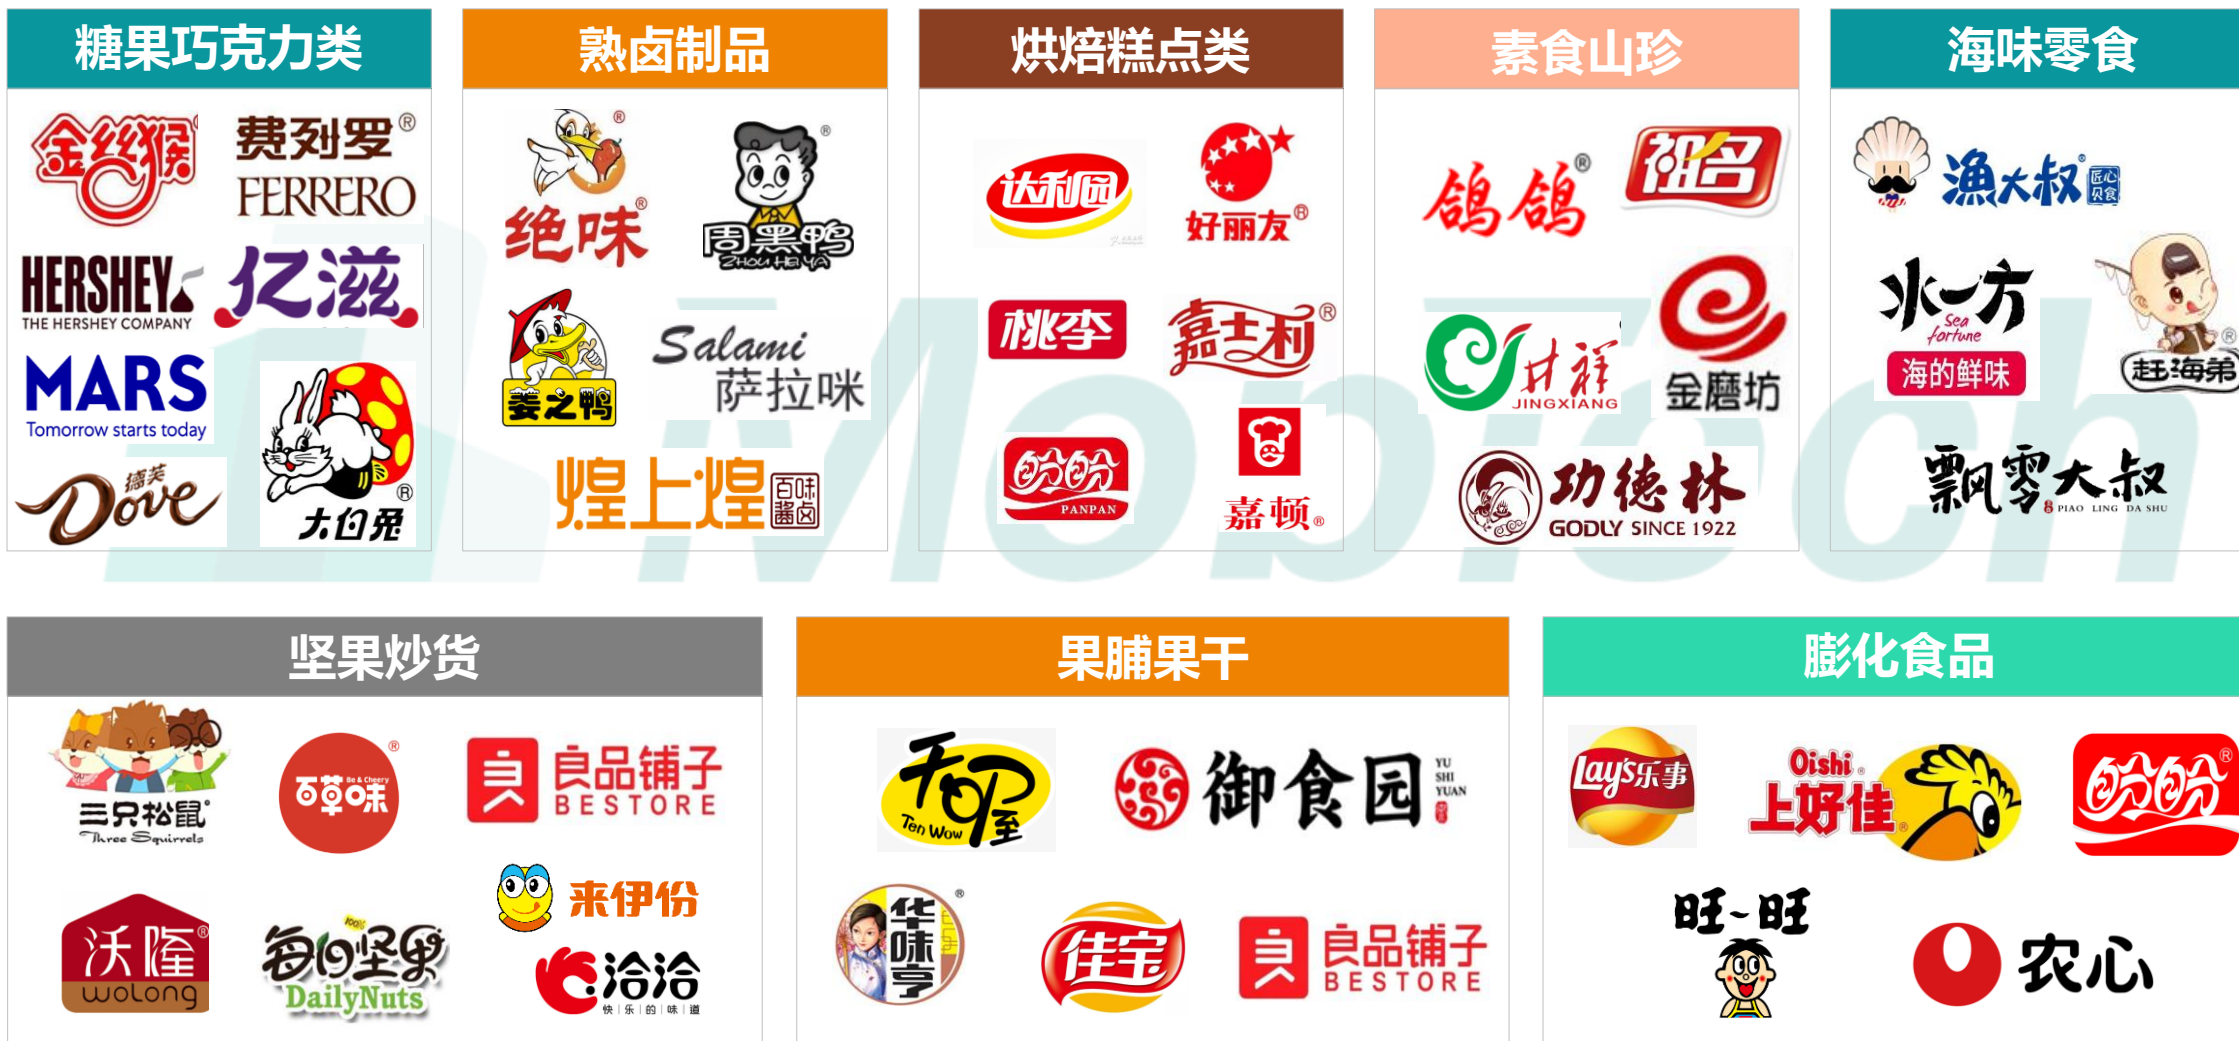 糖果巧克力类
金丝猴
费列罗®
FERRERO
HERSHEY
THE HERSHEY COMPANY
亿滋
MARS
Tomorrow starts today
德芙
Dove
大白兔
®
熟卤制品
®
绝味®
®
周黑鸭
ZHOU HEI YA
姜之鸭
Salami
萨拉咪
煌上煌
百味
酱卤
烘焙糕点类
达利园
好丽友®
桃李
嘉士利®
盼盼
PANPAN
嘉顿®
素食山珍
鸽鸽®
祖名
井祥
JINGXIANG
金磨坊
功德林
GODLY SINCE 1922
海味零食
渔大叔®
匠心
贝食
水一方
Sea
fortune
海的鲜味
®
赶海弟
飘零大叔
PIAO LING DA SHU
MobTech
坚果炒货
三只松鼠®
Three Squirrels
®
Be & Cheery
百草味
良品铺子
BESTORE
沃隆®
wolong
100%
每日坚果
DailyNuts
来伊份
洽洽
快|乐|的|味|道
果脯果干
天喔
TOP
至
Ten Wow
御食园
YU
SHI
YUAN
华味亨
®
佳宝
良品铺子
BESTORE
膨化食品
Lay's乐事
Oishi®
上好佳®
盼盼®
旺~旺
农心